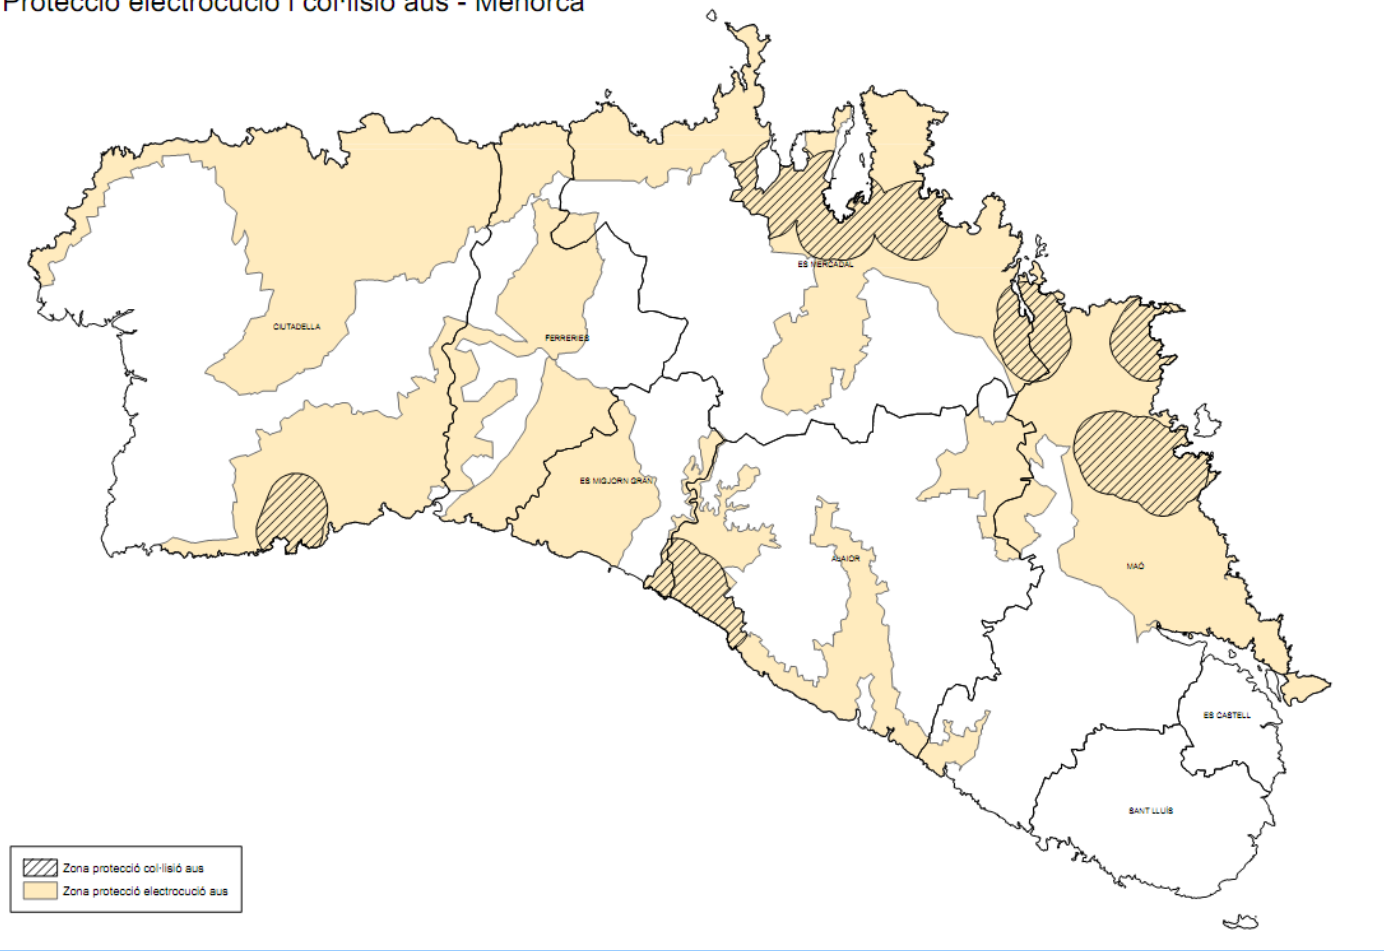 Protecció electrocució i col·lisió aus - Menorca
ES MERCADAL
CIUTADELLA
FERRERIES
ES MIGJORN GRAN
ALAIOR
MAÓ
ES CASTELL
SANT LLUÍS
Zona protecció col·lisió aus
Zona protecció electrocució aus